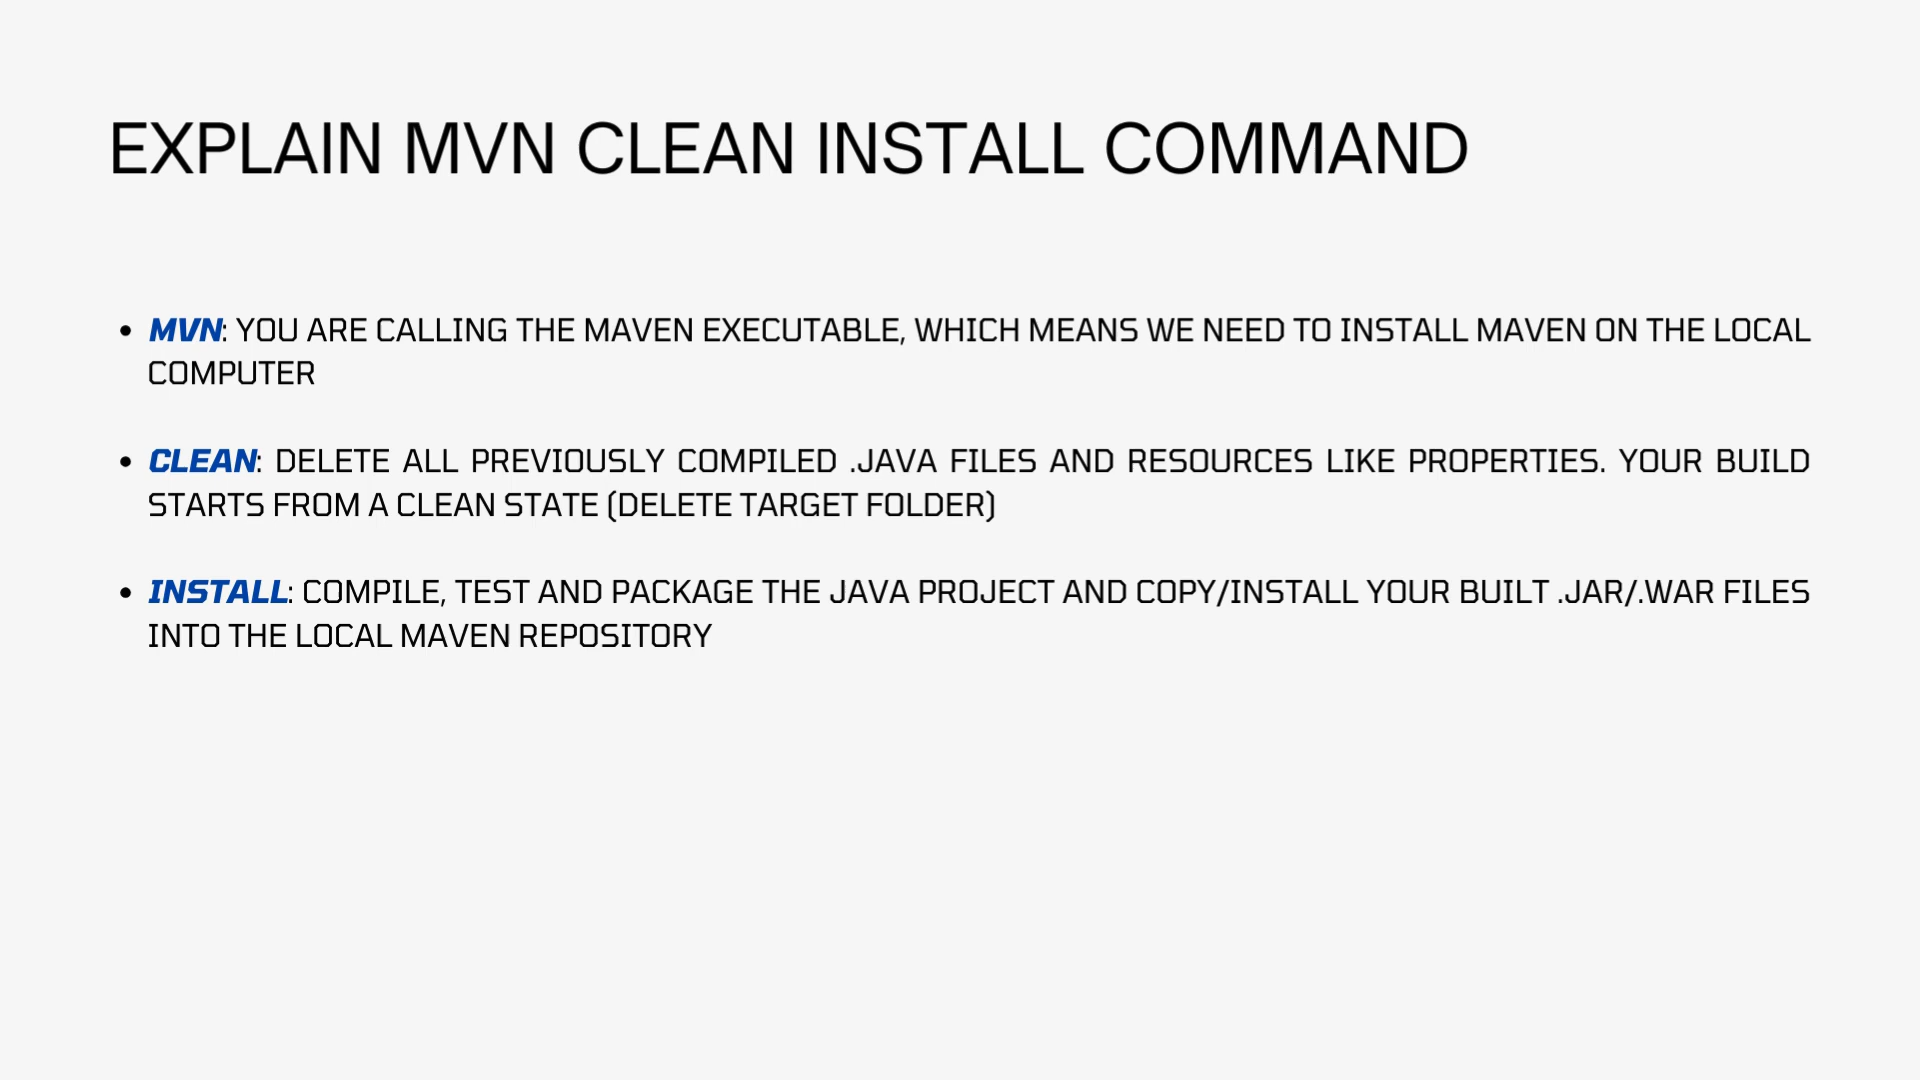 EXPLAIN MVN CLEAN INSTALL COMMAND
• MVN: YOU ARE CALLING THE MAVEN EXECUTABLE, WHICH MEANS WE NEED TO INSTALL MAVEN ON THE LOCAL
COMPUTER
• CLEAN: DELETE ALL PREVIOUSLY COMPILED .JAVA FILES AND RESOURCES LIKE PROPERTIES. YOUR BUILD
STARTS FROM A CLEAN STATE (DELETE TARGET FOLDER)
• INSTALL: COMPILE, TEST AND PACKAGE THE JAVA PROJECT AND COPY/INSTALL YOUR BUILT .JAR/.WAR FILES
INTO THE LOCAL MAVEN REPOSITORY